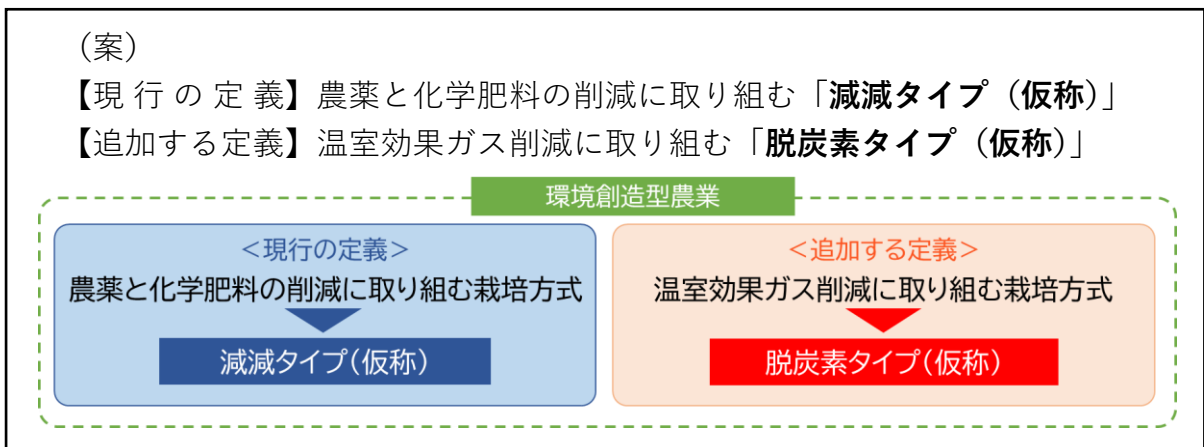 （案）
【現 行 の 定 義】農薬と化学肥料の削減に取り組む「減減タイプ（仮称）」
【追加する定義】温室効果ガス削減に取り組む「脱炭素タイプ（仮称）」
環境創造型農業
＜現行の定義＞
農薬と化学肥料の削減に取り組む栽培方式
減減タイプ（仮称）
＜追加する定義＞
温室効果ガス削減に取り組む栽培方式
脱炭素タイプ（仮称）